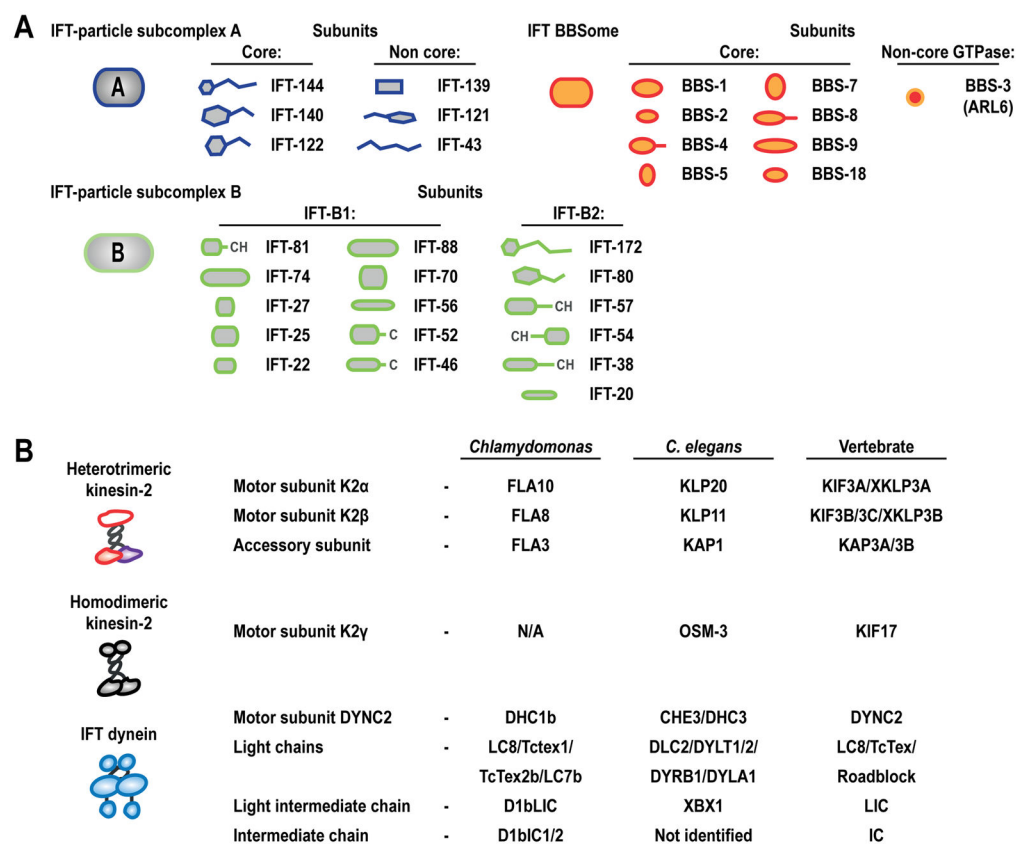 A
IFT-particle subcomplex A
Subunits
Core:
Non core:
A
IFT-144
IFT-139
IFT-140
IFT-121
IFT-122
IFT-43
IFT BBSome
Subunits
Core:
Non-core GTPase:
BBS-1
BBS-7
BBS-3
(ARL6)
BBS-2
BBS-8
BBS-4
BBS-9
BBS-5
BBS-18
IFT-particle subcomplex B
Subunits
IFT-B1:
IFT-B2:
B
CH
IFT-81
IFT-88
IFT-172
IFT-74
IFT-70
IFT-80
IFT-27
IFT-56
CH
IFT-57
IFT-25
C
IFT-52
CH
IFT-54
IFT-22
C
IFT-46
CH
IFT-38
IFT-20
B
Chlamydomonas
C. elegans
Vertebrate
Heterotrimeric
kinesin-2
Motor subunit K2α - FLA10 KLP20 KIF3A/XKLP3A
Motor subunit K2β - FLA8 KLP11 KIF3B/3C/XKLP3B
Accessory subunit - FLA3 KAP1 KAP3A/3B
Homodimeric
kinesin-2
Motor subunit K2γ - N/A OSM-3 KIF17
IFT dynein
Motor subunit DYNC2 - DHC1b CHE3/DHC3 DYNC2
Light chains - LC8/Tctex1/ DLC2/DYLT1/2/ LC8/TcTex/
TcTex2b/LC7b DYRB1/DYLA1 Roadblock
Light intermediate chain - D1bLIC XBX1 LIC
Intermediate chain - D1bIC1/2 Not identified IC